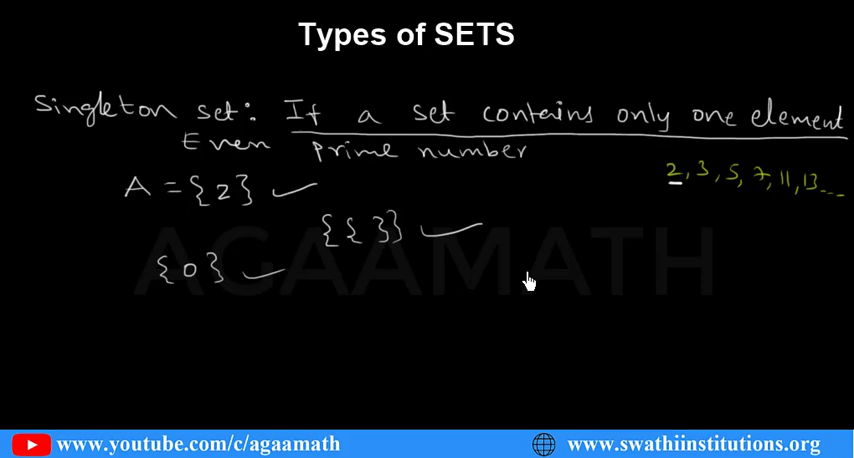 Types of SETS
Singleton set: If a set contains only one element
Even prime number
2, 3, 5, 7, 11, 13...
A = {2} ✓
{{ }} ✓
{0} ✓
AGAAMATH
www.youtube.com/c/agaamath
www.swathiinstitutions.org